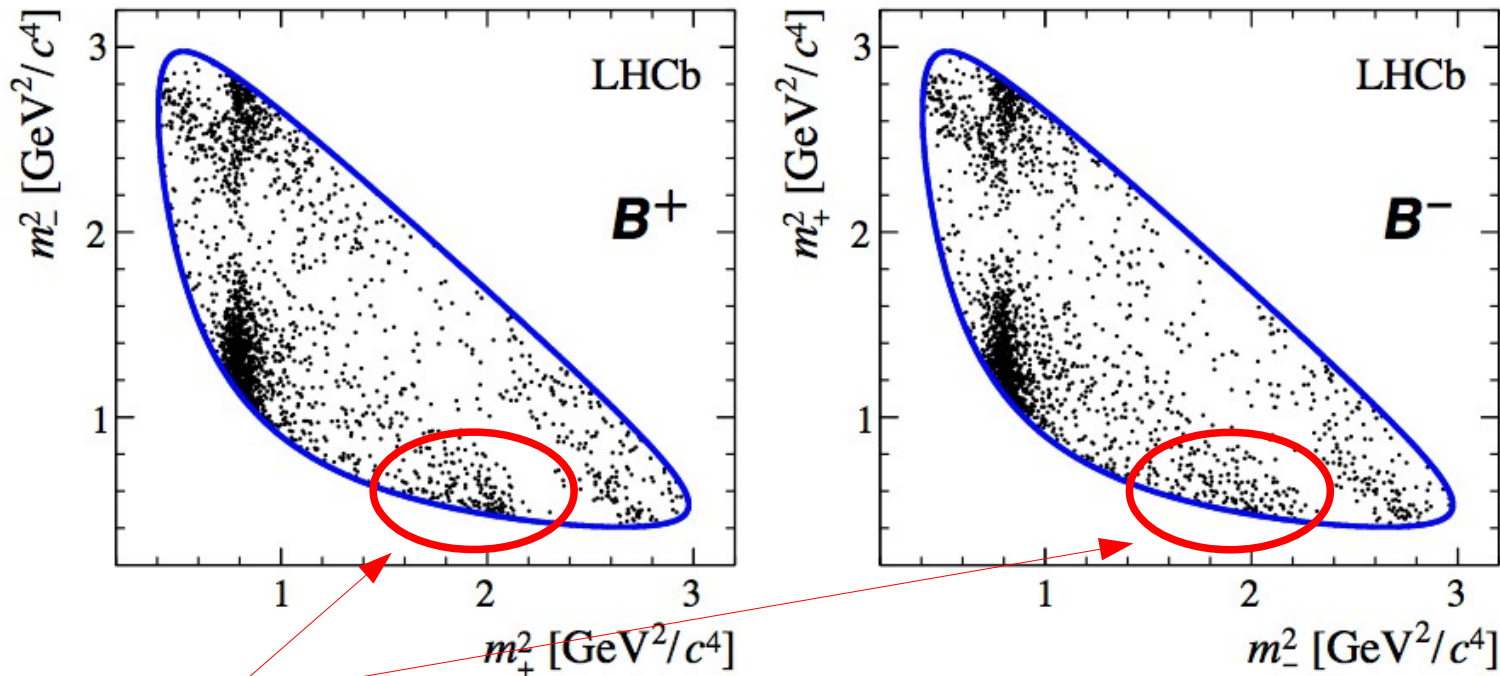 3
2
1
m²₋ [GeV²/c⁴]
LHCb
B⁺
1 2 3
m²₊ [GeV²/c⁴]
3
2
1
m²₊ [GeV²/c⁴]
LHCb
B⁻
1 2 3
m²₋ [GeV²/c⁴]